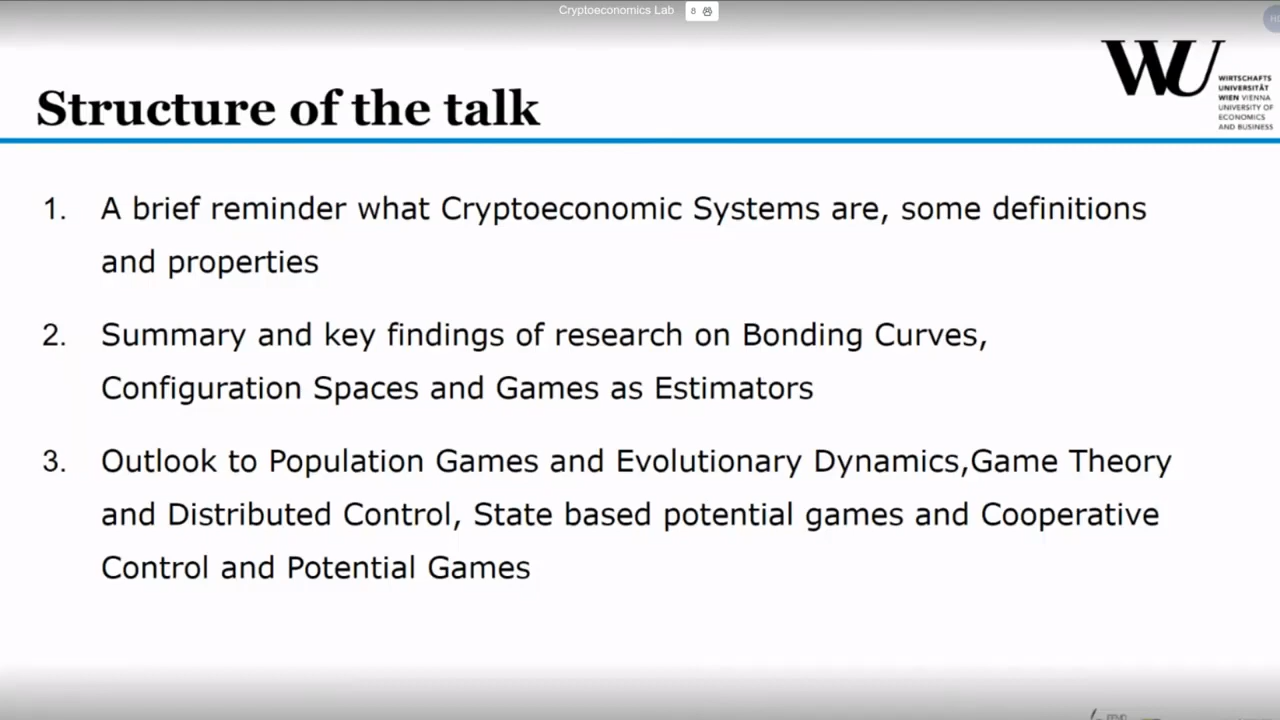 Cryptoeconomics Lab 8
WU
WIRTSCHAFTS
UNIVERSITÄT
WIEN VIENNA
UNIVERSITY OF
ECONOMICS
AND BUSINESS
Structure of the talk
1. A brief reminder what Cryptoeconomic Systems are, some definitions
and properties
2. Summary and key findings of research on Bonding Curves,
Configuration Spaces and Games as Estimators
3. Outlook to Population Games and Evolutionary Dynamics,Game Theory
and Distributed Control, State based potential games and Cooperative
Control and Potential Games